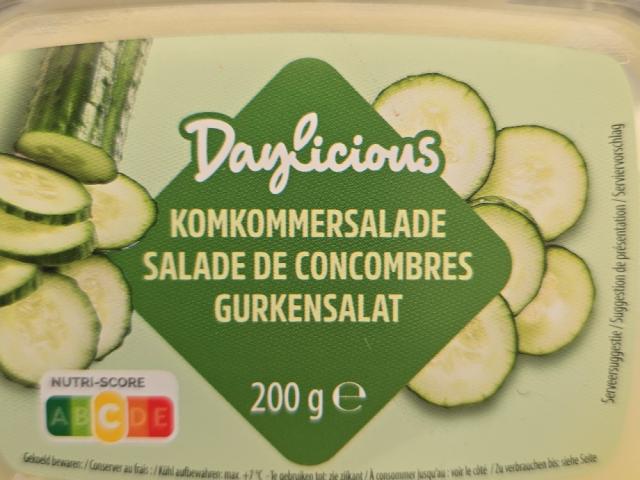 Daylicious
KOMKOMMERSALADE
SALADE DE CONCOMBRES
GURKENSALAT
200 g ℮
NUTRI-SCORE
A B C D E
Gekoeld bewaren: / Conserver au frais : / Kühl aufbewahren: max. +7 °C - Te gebruiken tot: zie zijkant / À consommer jusqu'au : voir le côté / Zu verbrauchen bis: siehe Seite
Serveersuggestie / Suggestion de présentation / Serviervorschlag